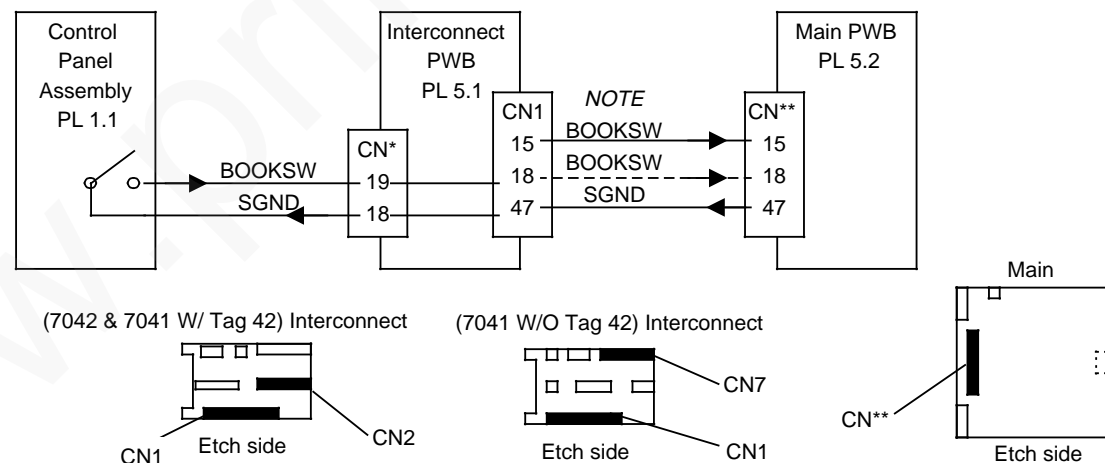 Control
Panel
Assembly
PL 1.1
Interconnect
PWB
PL 5.1
Main PWB
PL 5.2
CN1
NOTE
CN**
CN*
15
BOOKSW
15
BOOKSW
19
18
BOOKSW
18
SGND
18
47
SGND
47
Main
(7042 & 7041 W/ Tag 42) Interconnect
(7041 W/O Tag 42) Interconnect
CN7
CN2
CN**
CN1
Etch side
Etch side
CN1
Etch side